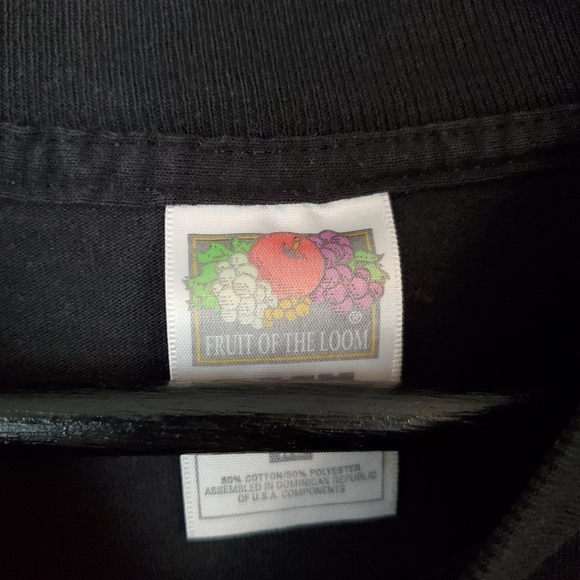 ®
FRUIT OF THE LOOM
50% COTTON/50% POLYESTER
ASSEMBLED IN DOMINICAN REPUBLIC
OF U.S.A. COMPONENTS